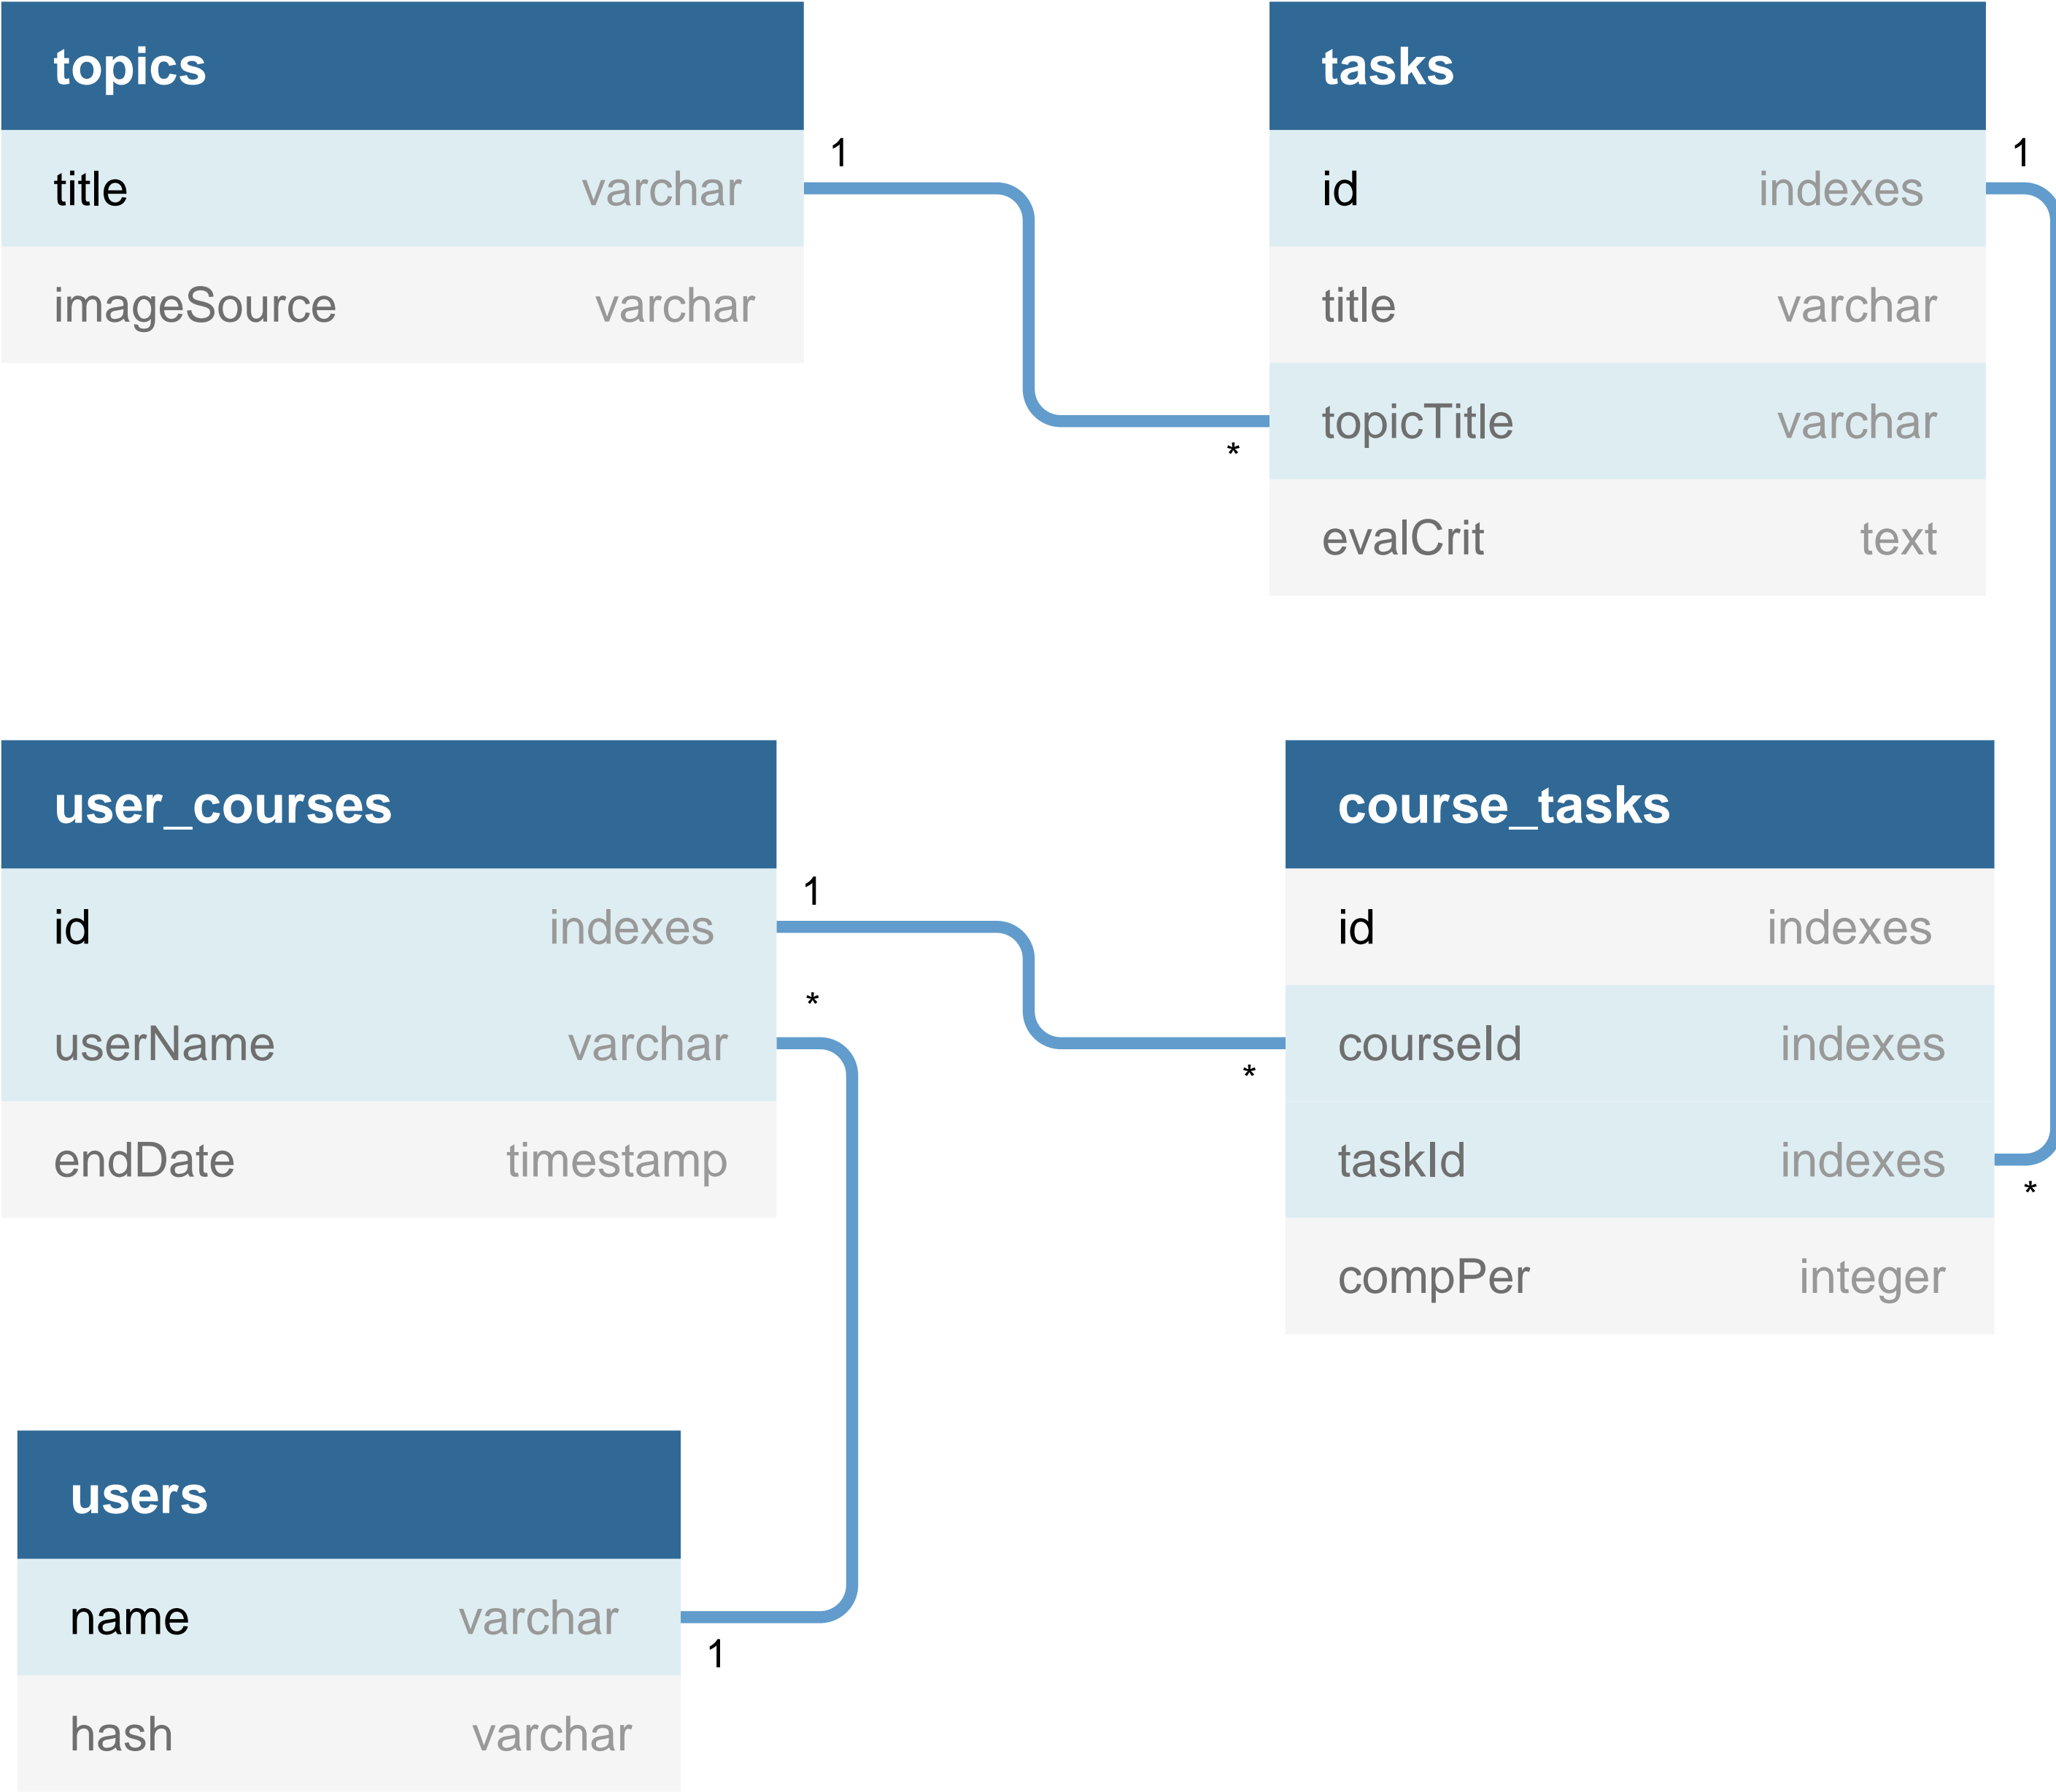 topics
title varchar
imageSource varchar
1
*
tasks
id indexes
title varchar
topicTitle varchar
evalCrit text
1
user_courses
id indexes
userName varchar
endDate timestamp
1
*
*
course_tasks
id indexes
courseId indexes
taskId indexes
compPer integer
*
users
name varchar
hash varchar
1